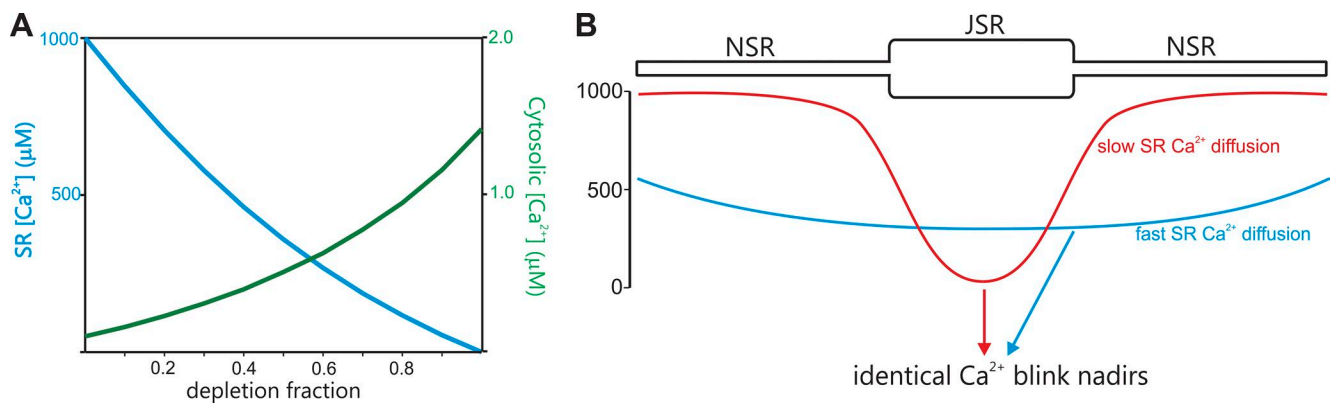 A
SR [Ca²⁺] (μM)
1000
500
0.2
0.4
0.6
0.8
depletion fraction
2.0
1.0
Cytosolic [Ca²⁺] (μM)
B
NSR
JSR
NSR
1000
500
0
slow SR Ca²⁺ diffusion
fast SR Ca²⁺ diffusion
identical Ca²⁺ blink nadirs